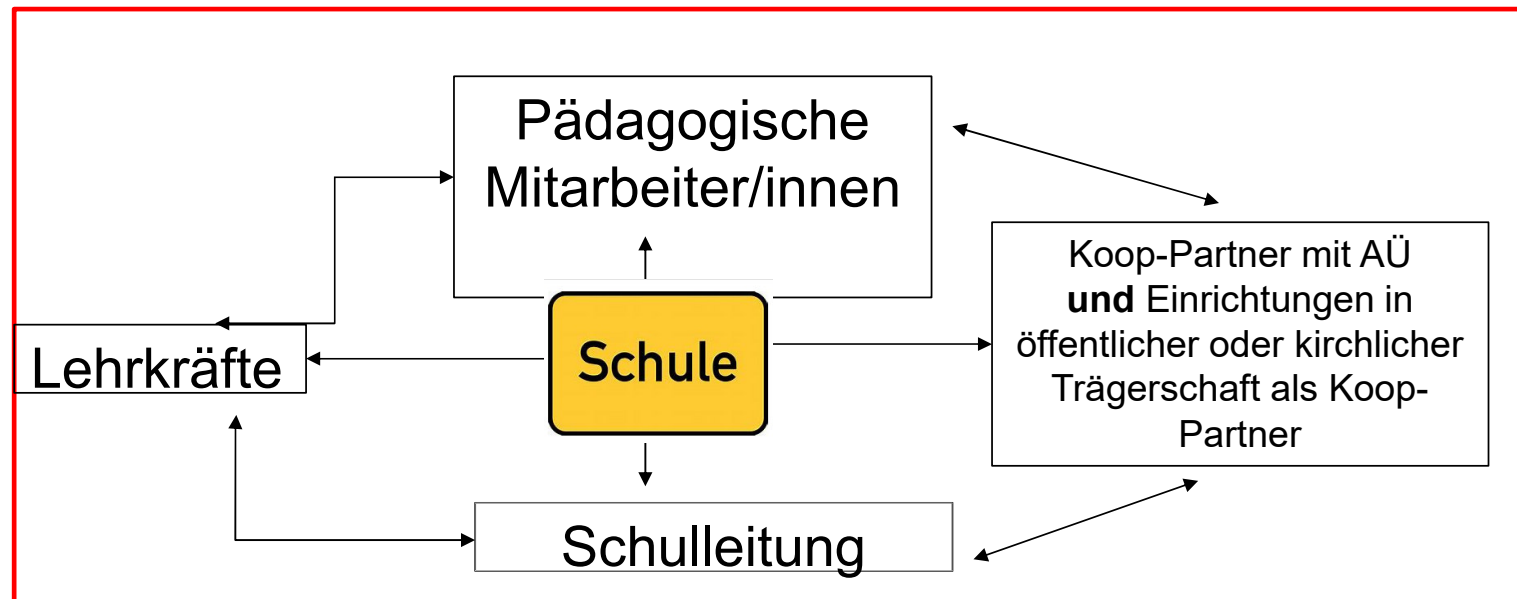 Pädagogische
Mitarbeiter/innen
Koop-Partner mit AÜ
und Einrichtungen in
öffentlicher oder kirchlicher
Trägerschaft als Koop-
Partner
Schule
Lehrkräfte
Schulleitung